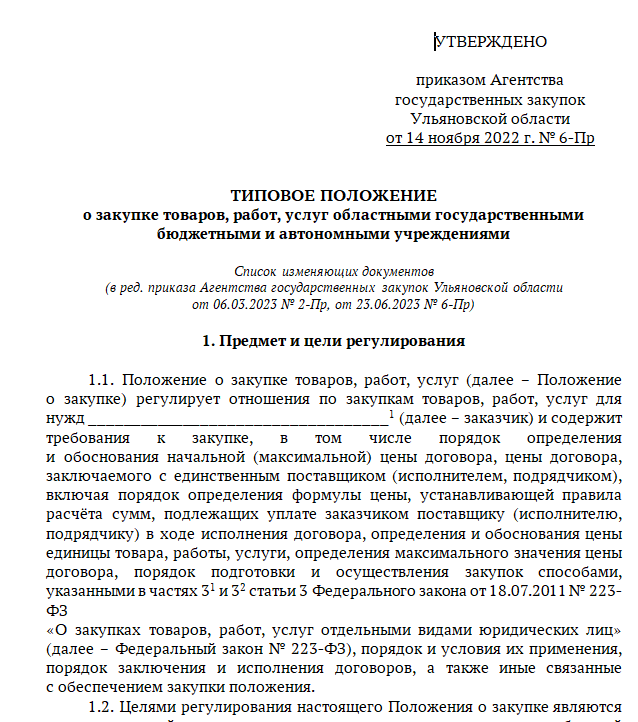 УТВЕРЖДЕНО
приказом Агентства
государственных закупок
Ульяновской области
от 14 ноября 2022 г. № 6-Пр
ТИПОВОЕ ПОЛОЖЕНИЕ
о закупке товаров, работ, услуг областными государственными
бюджетными и автономными учреждениями
Список изменяющих документов
(в ред. приказа Агентства государственных закупок Ульяновской области
от 06.03.2023 № 2-Пр, от 23.06.2023 № 6-Пр)
1. Предмет и цели регулирования
1.1. Положение о закупке товаров, работ, услуг (далее – Положение
о закупке) регулирует отношения по закупкам товаров, работ, услуг для
нужд ___________________________________¹ (далее – заказчик) и содержит
требования к закупке, в том числе порядок определения
и обоснования начальной (максимальной) цены договора, цены договора,
заключаемого с единственным поставщиком (исполнителем, подрядчиком),
включая порядок определения формулы цены, устанавливающей правила
расчёта сумм, подлежащих уплате заказчиком поставщику (исполнителю,
подрядчику) в ходе исполнения договора, определения и обоснования цены
единицы товара, работы, услуги, определения максимального значения цены
договора, порядок подготовки и осуществления закупок способами,
указанными в частях 3¹ и 3² статьи 3 Федерального закона от 18.07.2011 № 223-
ФЗ
«О закупках товаров, работ, услуг отдельными видами юридических лиц»
(далее – Федеральный закон № 223-ФЗ), порядок и условия их применения,
порядок заключения и исполнения договоров, а также иные связанные
с обеспечением закупки положения.
1.2. Целями регулирования настоящего Положения о закупке являются